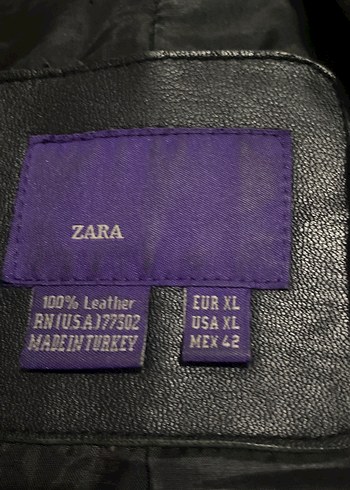 ZARA
100% Leather
RN(U.S.A)77302
MADE IN TURKEY
EUR XL
USA XL
MEX 42